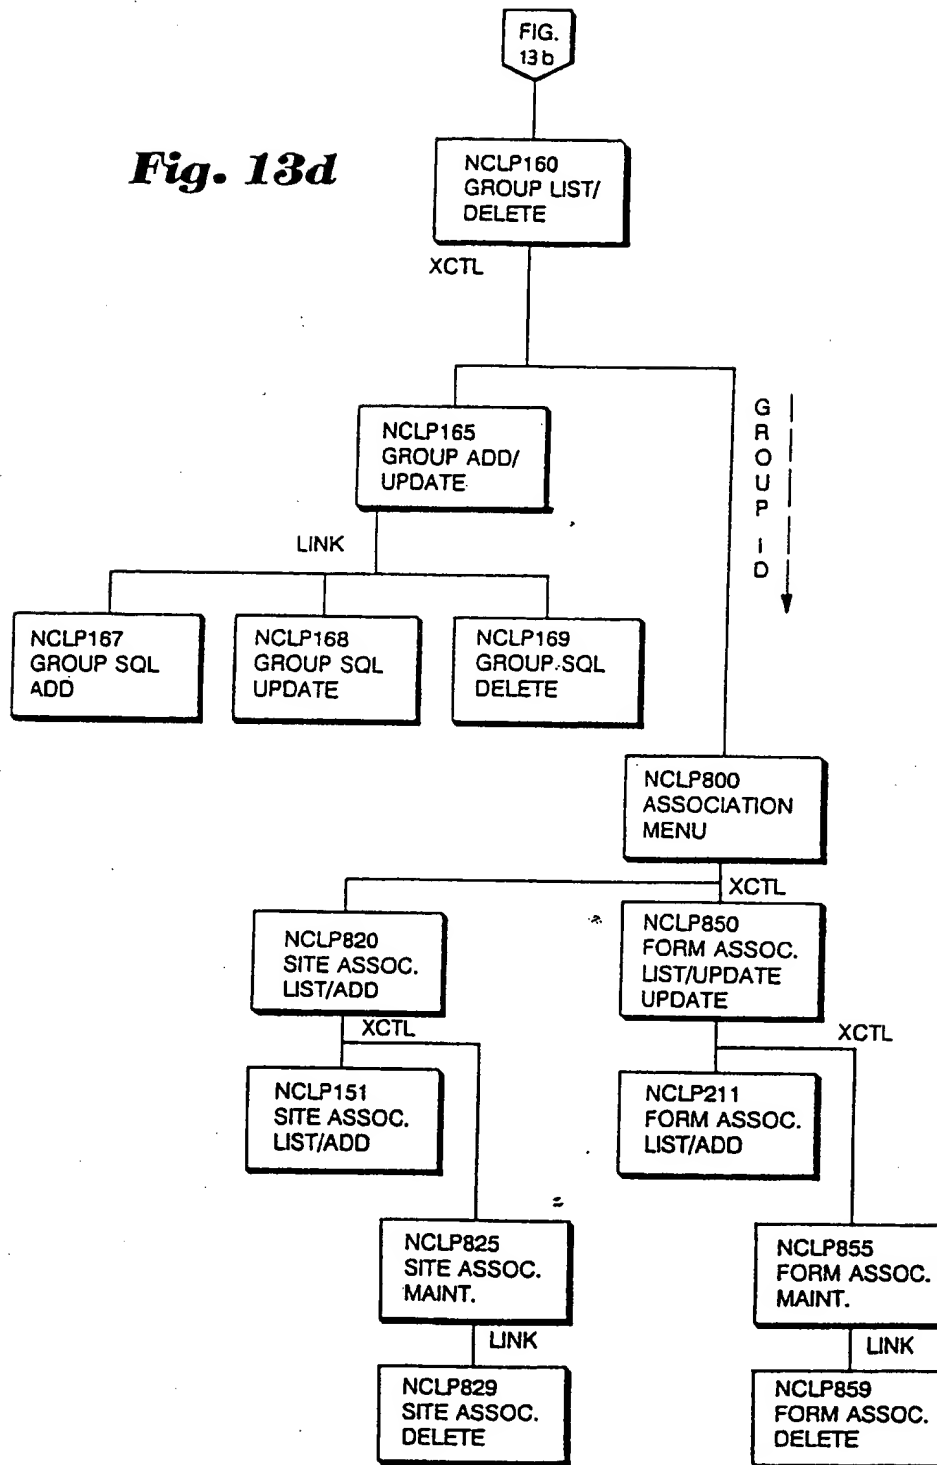 FIG.
13b
Fig. 13d
NCLP160
GROUP LIST/
DELETE
XCTL
NCLP165
GROUP ADD/
UPDATE
GROUP ID
LINK
NCLP167
GROUP SQL
ADD
NCLP168
GROUP SQL
UPDATE
NCLP169
GROUP SQL
DELETE
NCLP800
ASSOCIATION
MENU
XCTL
NCLP820
SITE ASSOC.
LIST/ADD
NCLP850
FORM ASSOC.
LIST/UPDATE
UPDATE
XCTL
XCTL
NCLP151
SITE ASSOC.
LIST/ADD
NCLP211
FORM ASSOC.
LIST/ADD
NCLP825
SITE ASSOC.
MAINT.
NCLP855
FORM ASSOC.
MAINT.
LINK
LINK
NCLP829
SITE ASSOC.
DELETE
NCLP859
FORM ASSOC.
DELETE